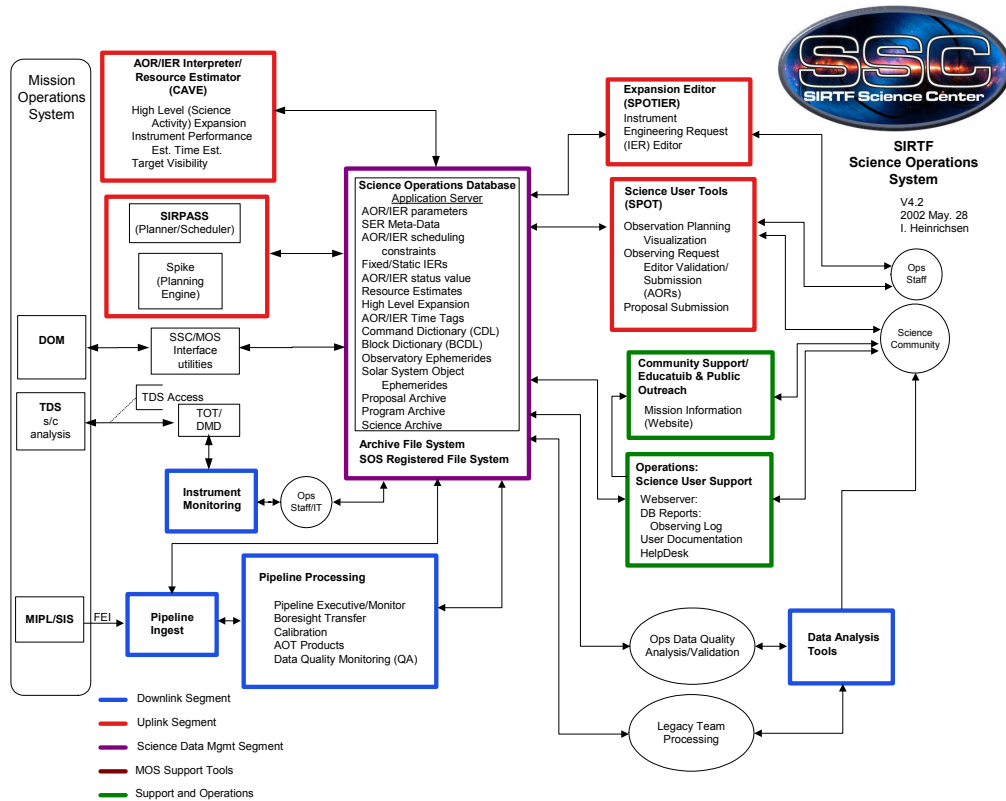 Mission
Operations
System
DOM
TDS
s/c
analysis
MIPL/SIS
FEI
AOR/IER Interpreter/
Resource Estimator
(CAVE)
High Level (Science
Activity) Expansion
Instrument Performance
Est. Time Est.
Target Visibility
SIRPASS
(Planner/Scheduler)
Spike
(Planning
Engine)
SSC/MOS
Interface
utilities
TDS Access
TOT/
DMD
Instrument
Monitoring
Ops
Staff/IT
Pipeline
Ingest
Pipeline Processing
Pipeline Executive/Monitor
Boresight Transfer
Calibration
AOT Products
Data Quality Monitoring (QA)
Science Operations Database
Application Server
AOR/IER parameters
SER Meta-Data
AOR/IER scheduling
constraints
Fixed/Static IERs
AOR/IER status value
Resource Estimates
High Level Expansion
AOR/IER Time Tags
Command Dictionary (CDL)
Block Dictionary (BCDL)
Observatory Ephemerides
Solar System Object
Ephemerides
Proposal Archive
Program Archive
Science Archive
Archive File System
SOS Registered File System
Expansion Editor
(SPOTIER)
Instrument
Engineering Request
(IER) Editor
Science User Tools
(SPOT)
Observation Planning
Visualization
Observing Request
Editor Validation/
Submission
(AORs)
Proposal Submission
Community Support/
Educatuib & Public
Outreach
Mission Information
(Website)
Operations:
Science User Support
Webserver:
DB Reports:
Observing Log
User Documentation
HelpDesk
Ops Data Quality
Analysis/Validation
Legacy Team
Processing
Data Analysis
Tools
Ops
Staff
Science
Community
SSC
SIRTF Science Center
SIRTF
Science Operations
System
V4.2
2002 May. 28
I. Heinrichsen
Downlink Segment
Uplink Segment
Science Data Mgmt Segment
MOS Support Tools
Support and Operations